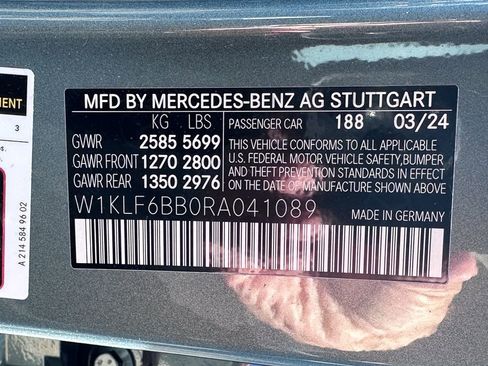 MFD BY MERCEDES-BENZ AG STUTTGART
KG LBS
GVWR 2585 5699
GAWR FRONT 1270 2800
GAWR REAR 1350 2976
PASSENGER CAR 188 03/24
THIS VEHICLE CONFORMS TO ALL APPLICABLE
U.S. FEDERAL MOTOR VEHICLE SAFETY, BUMPER
AND THEFT PREVENTION STANDARDS IN EFFECT
ON THE DATE OF MANUFACTURE SHOWN ABOVE.
W1KLF6BB0RA041089
MADE IN GERMANY
3
A 214 584 96 02